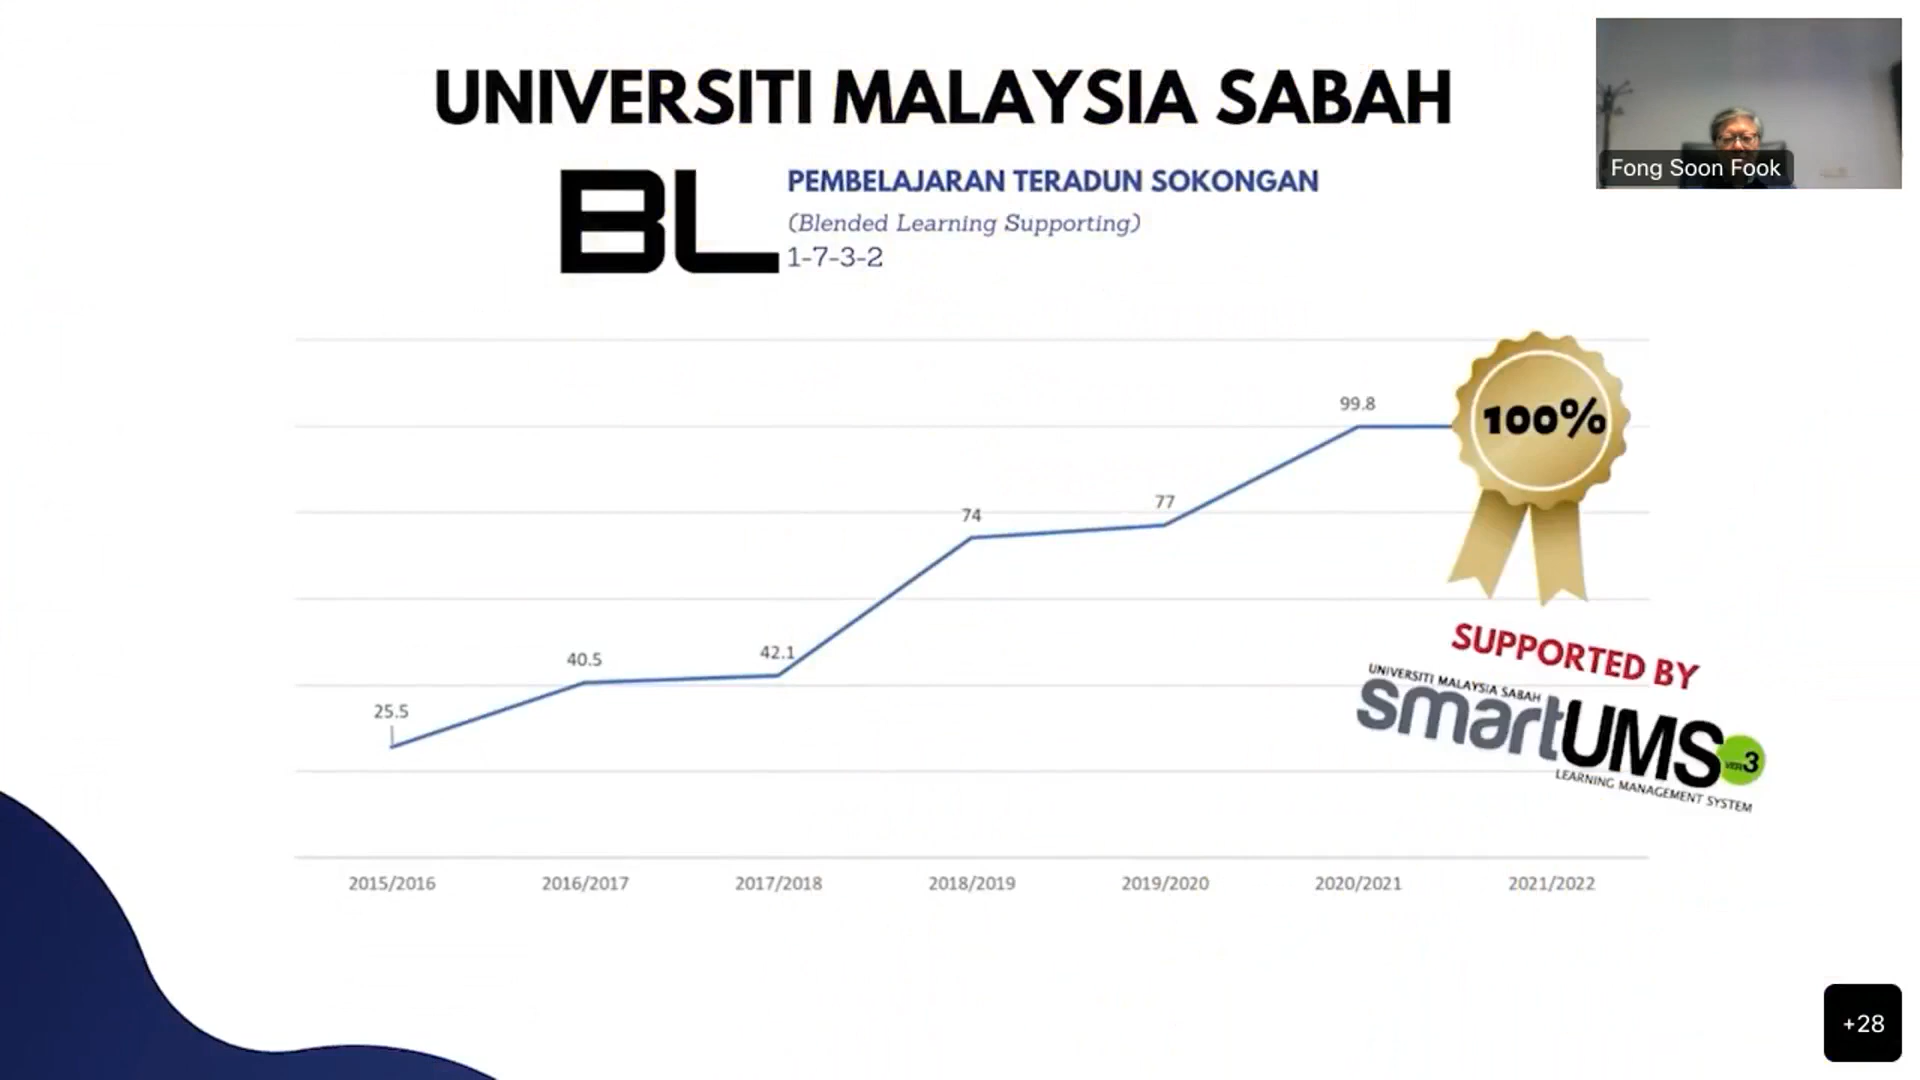 UNIVERSITI MALAYSIA SABAH
BL
PEMBELAJARAN TERADUN SOKONGAN
(Blended Learning Supporting)
1-7-3-2
Fong Soon Fook
99.8
100%
77
74
42.1
40.5
25.5
SUPPORTED BY
UNIVERSITI MALAYSIA SABAH
smartUMS
VER3
LEARNING MANAGEMENT SYSTEM
2015/2016 2016/2017 2017/2018 2018/2019 2019/2020 2020/2021 2021/2022
+28